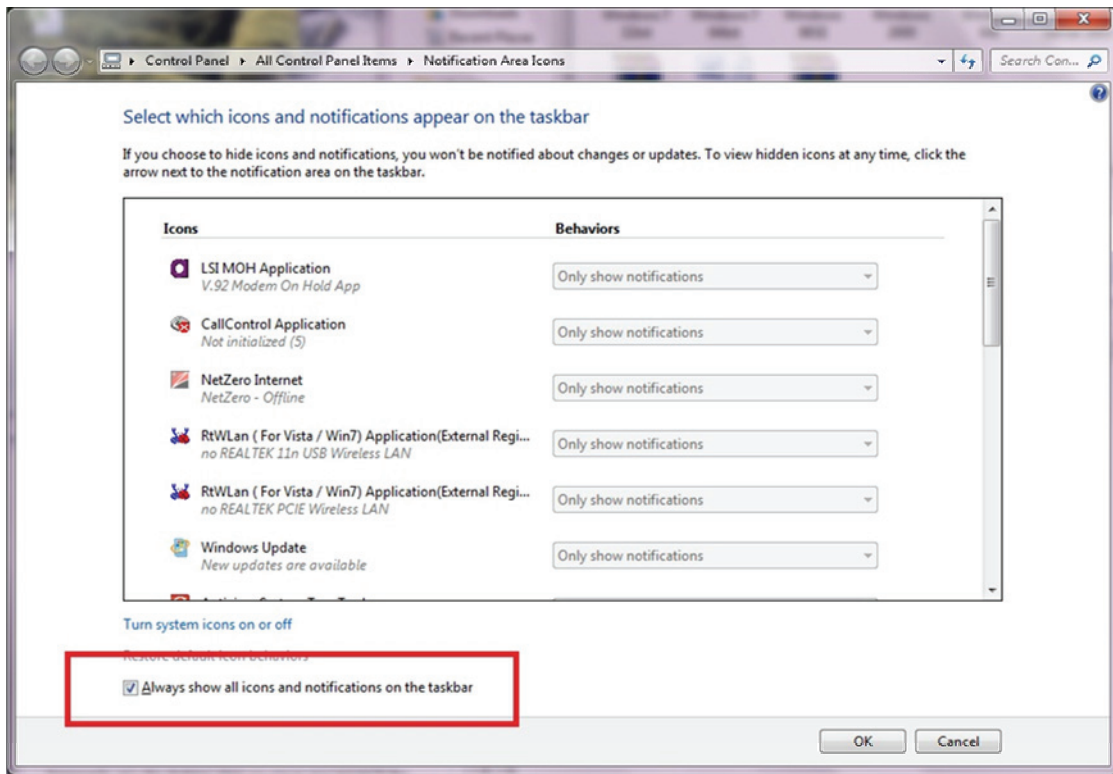 Control Panel ▸ All Control Panel Items ▸ Notification Area Icons
Search Con...
Select which icons and notifications appear on the taskbar
If you choose to hide icons and notifications, you won't be notified about changes or updates. To view hidden icons at any time, click the
arrow next to the notification area on the taskbar.
Icons Behaviors
LSI MOH Application
V.92 Modem On Hold App
Only show notifications
CallControl Application
Not initialized (5)
Only show notifications
NetZero Internet
NetZero - Offline
Only show notifications
RtWLan ( For Vista / Win7) Application(External Regi...
no REALTEK 11n USB Wireless LAN
Only show notifications
RtWLan ( For Vista / Win7) Application(External Regi...
no REALTEK PCIE Wireless LAN
Only show notifications
Windows Update
New updates are available
Only show notifications
Turn system icons on or off
Restore default icon behaviors
Always show all icons and notifications on the taskbar
OK Cancel